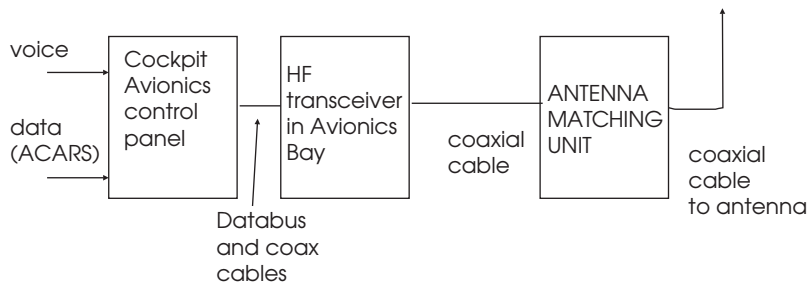 voice
data
(ACARS)
Cockpit
Avionics
control
panel
Databus
and coax
cables
HF
transceiver
in Avionics
Bay
coaxial
cable
ANTENNA
MATCHING
UNIT
coaxial
cable
to antenna